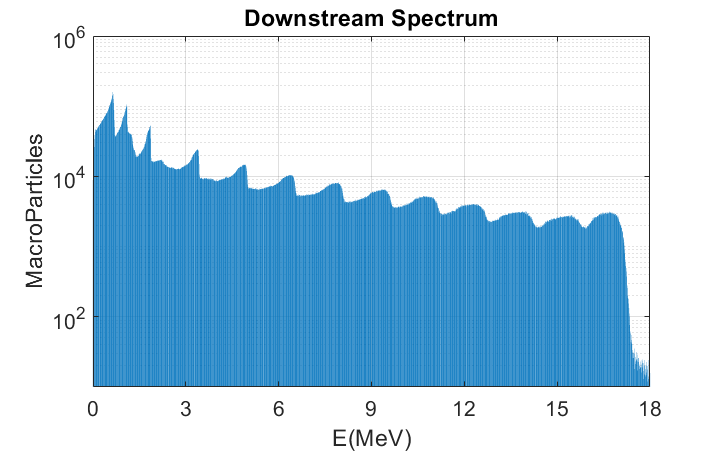 Downstream Spectrum
10^6
10^4
10^2
MacroParticles
0 3 6 9 12 15 18
E(MeV)